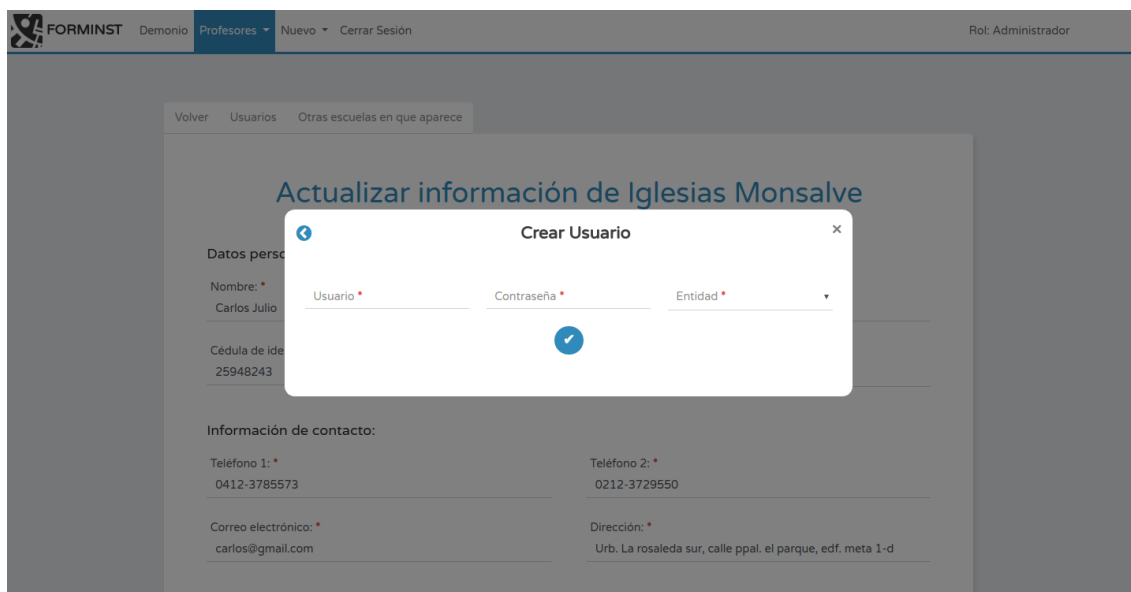 FORMINST Demonio Profesores Nuevo Cerrar Sesión Rol: Administrador
Volver Usuarios Otras escuelas en que aparece
Actualizar información de Iglesias Monsalve
Crear Usuario ×
Datos perso
Nombre: *
Carlos Julio
Usuario * Contraseña * Entidad *
Cédula de ide
25948243
Información de contacto:
Teléfono 1: * Teléfono 2: *
0412-3785573 0212-3729550
Correo electrónico: * Dirección: *
carlos@gmail.com Urb. La rosaleda sur, calle ppal. el parque, edf. meta 1-d